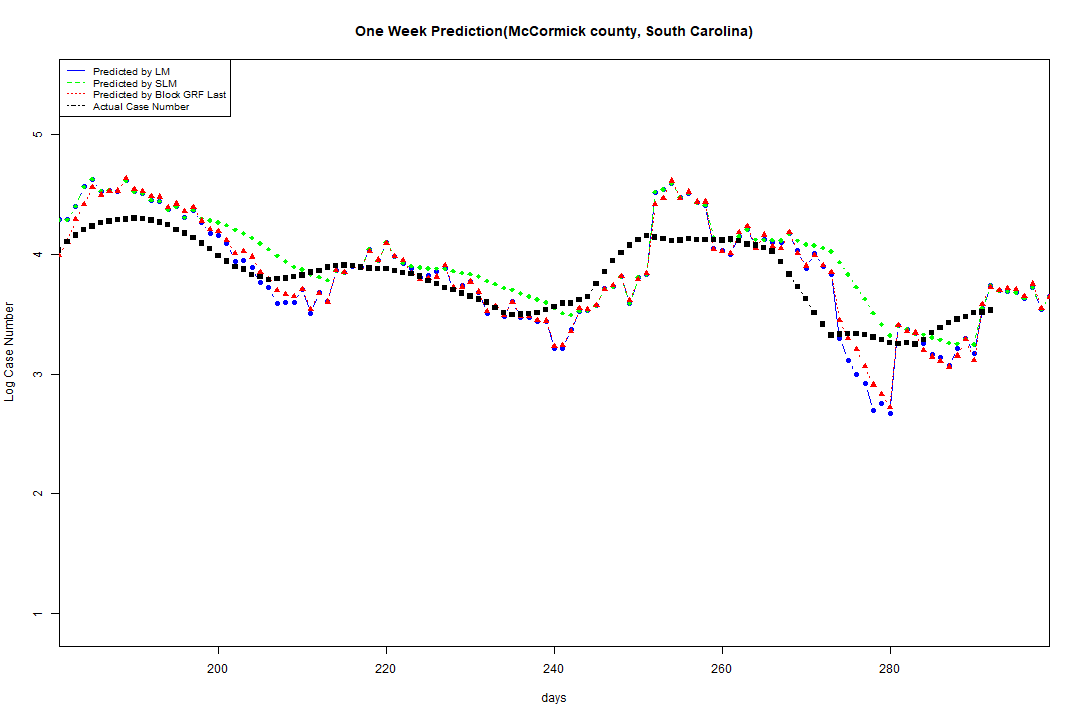 One Week Prediction(McCormick county, South Carolina)
Predicted by LM
Predicted by SLM
Predicted by Block GRF Last
Actual Case Number
5
4
3
2
1
Log Case Number
200 220 240 260 280
days